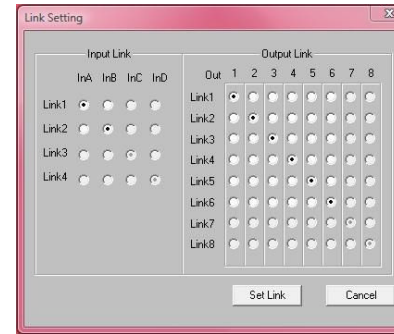 Link Setting
Input Link
InA InB InC InD
Link1
Link2
Link3
Link4
Output Link
Out 1 2 3 4 5 6 7 8
Link1
Link2
Link3
Link4
Link5
Link6
Link7
Link8
Set Link Cancel